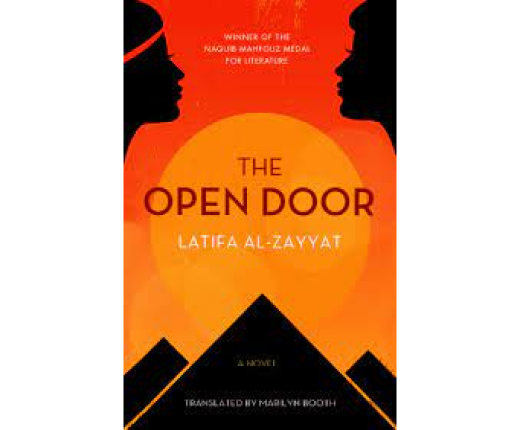 WINNER OF THE
NAGUIB MAHFOUZ MEDAL
FOR LITERATURE
THE
OPEN DOOR
LATIFA AL-ZAYYAT
A NOVEL
TRANSLATED BY MARILYN BOOTH